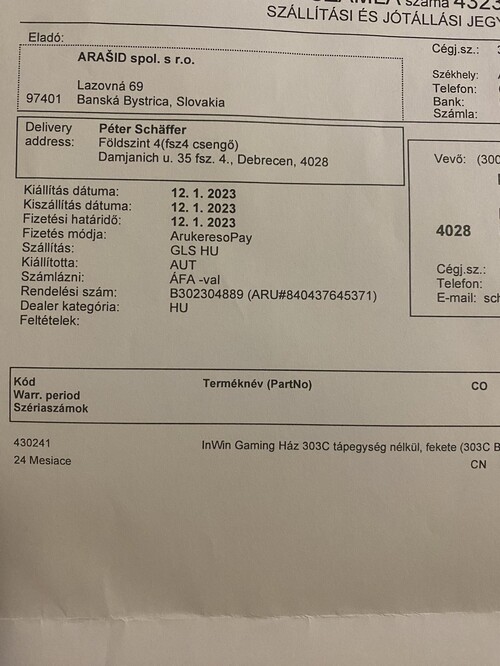 száma 4323
SZÁLLÍTÁSI ÉS JÓTÁLLÁSI
Eladó:
Cégj.sz.:
ARAŠID spol. s r.o.
Székhely:
Lazovná 69
Telefon:
97401 Banská Bystrica, Slovakia
Bank:
Számla:
Delivery address:
Péter Schäffer
Földszint 4(fsz4 csengő)
Damjanich u. 35 fsz. 4., Debrecen, 4028
Vevő: (300
4028
Cégj.sz.:
Telefon:
E-mail:
Kiállítás dátuma: 12. 1. 2023
Kiszállítás dátuma: 12. 1. 2023
Fizetési határidő: 12. 1. 2023
Fizetés módja: ArukeresoPay
Szállítás: GLS HU
Kiállította: AUT
Számlázni: ÁFA -val
Rendelési szám: B302304889 (ARU#840437645371)
Dealer kategória: HU
Feltételek:
Kód Terméknév (PartNo) CO
Warr. period
Szériaszámok
430241 InWin Gaming Ház 303C tápegység nélkül, fekete (303C B
24 Mesiace CN